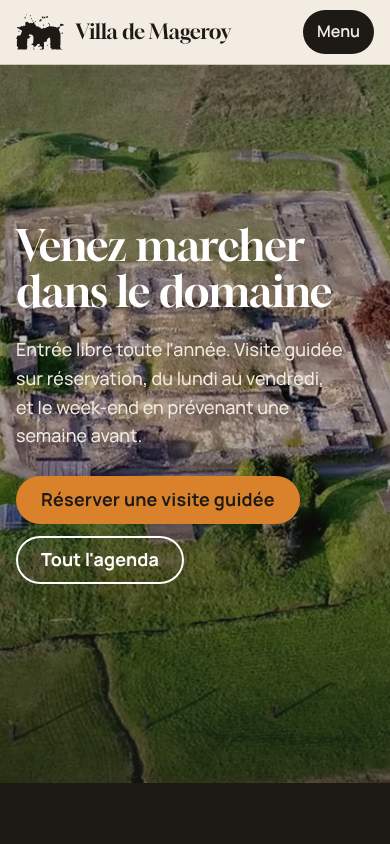 Villa de Mageroy
Menu
Venez marcher
dans le domaine
Entrée libre toute l'année. Visite guidée
sur réservation, du lundi au vendredi,
et le week-end en prévenant une
semaine avant.
Réserver une visite guidée
Tout l'agenda